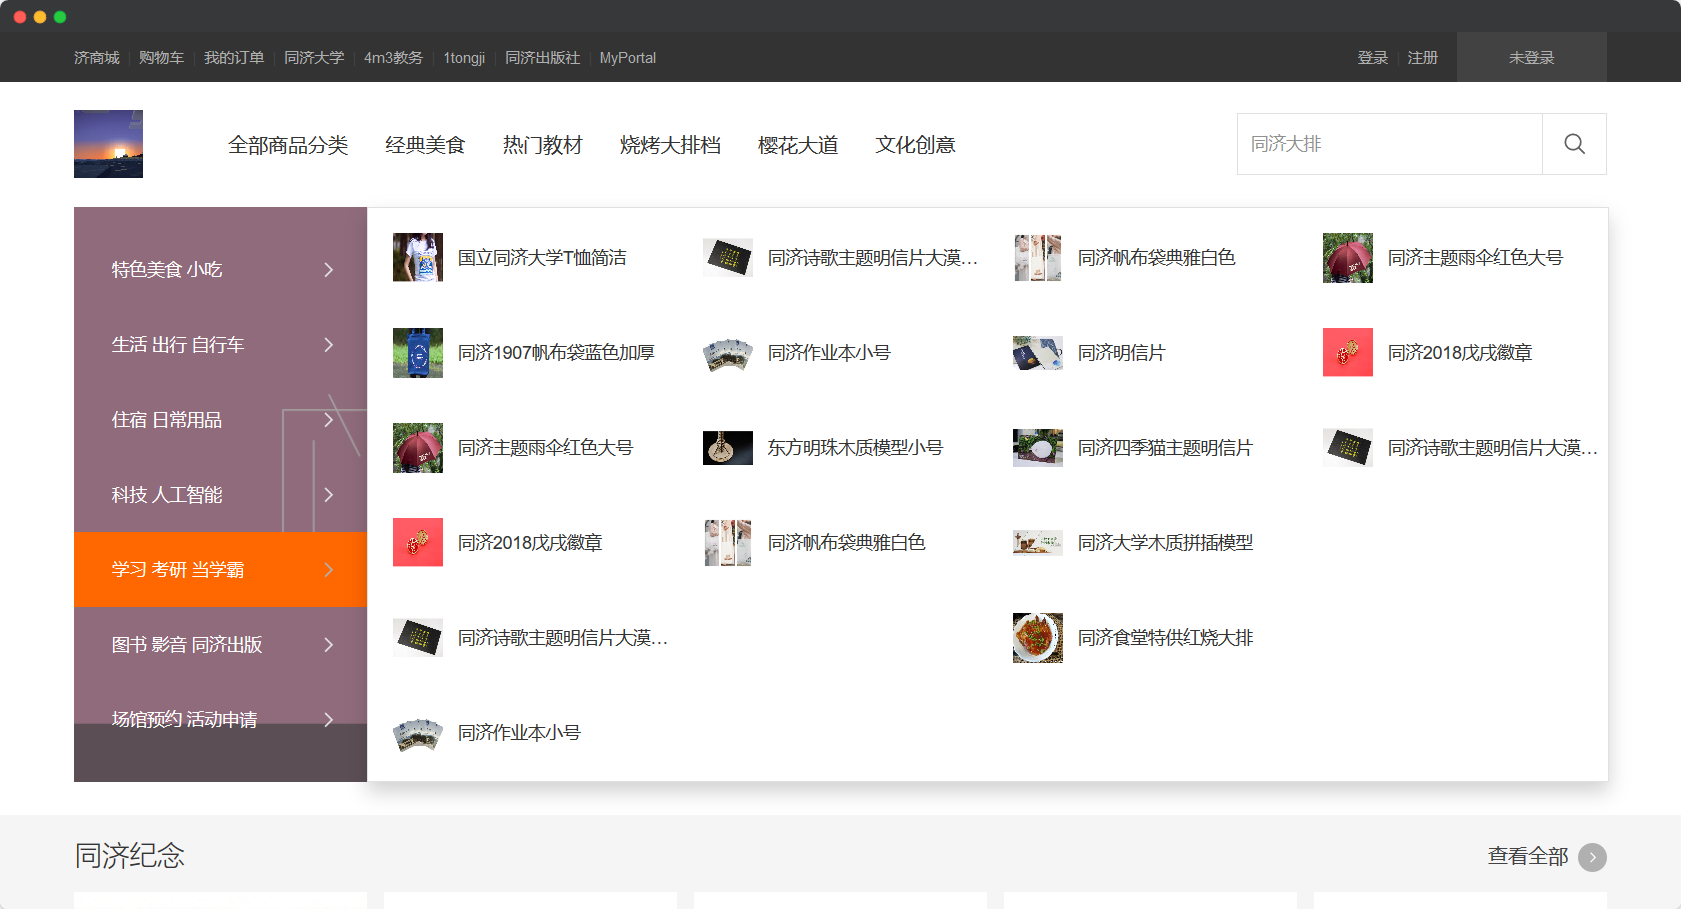 济商城 购物车 我的订单 同济大学 4m3教务 1tongji 同济出版社 MyPortal 登录 注册 未登录
全部商品分类 经典美食 热门教材 烧烤大排档 樱花大道 文化创意 同济大排
特色美食 小吃
生活 出行 自行车
住宿 日常用品
科技 人工智能
学习 考研 当学霸
图书 影音 同济出版
场馆预约 活动申请
国立同济大学T恤简洁 同济诗歌主题明信片大漠… 同济帆布袋典雅白色 同济主题雨伞红色大号
同济1907帆布袋蓝色加厚 同济作业本小号 同济明信片 同济2018戊戌徽章
同济主题雨伞红色大号 东方明珠木质模型小号 同济四季猫主题明信片 同济诗歌主题明信片大漠…
同济2018戊戌徽章 同济帆布袋典雅白色 同济大学木质拼插模型
同济诗歌主题明信片大漠… 同济食堂特供红烧大排
同济作业本小号
同济纪念 查看全部